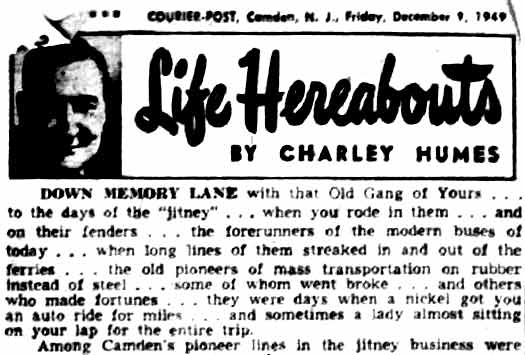 COURIER-POST, Camden, N. J., Friday, December 9, 1949
Life Hereabouts
BY CHARLEY HUMES
DOWN MEMORY LANE with that Old Gang of Yours . . .
to the days of the "jitney" . . . when you rode in them . . . and
on their fenders . . . the forerunners of the modern buses of
today . . . when long lines of them streaked in and out of the
ferries . . . the old pioneers of mass transportation on rubber
instead of steel . . . some of whom went broke . . . and others
who made fortunes . . . they were days when a nickel got you
an auto ride for miles . . . and sometimes a lady almost sitting
on your lap for the entire trip.
Among Camden's pioneer lines in the jitney business were